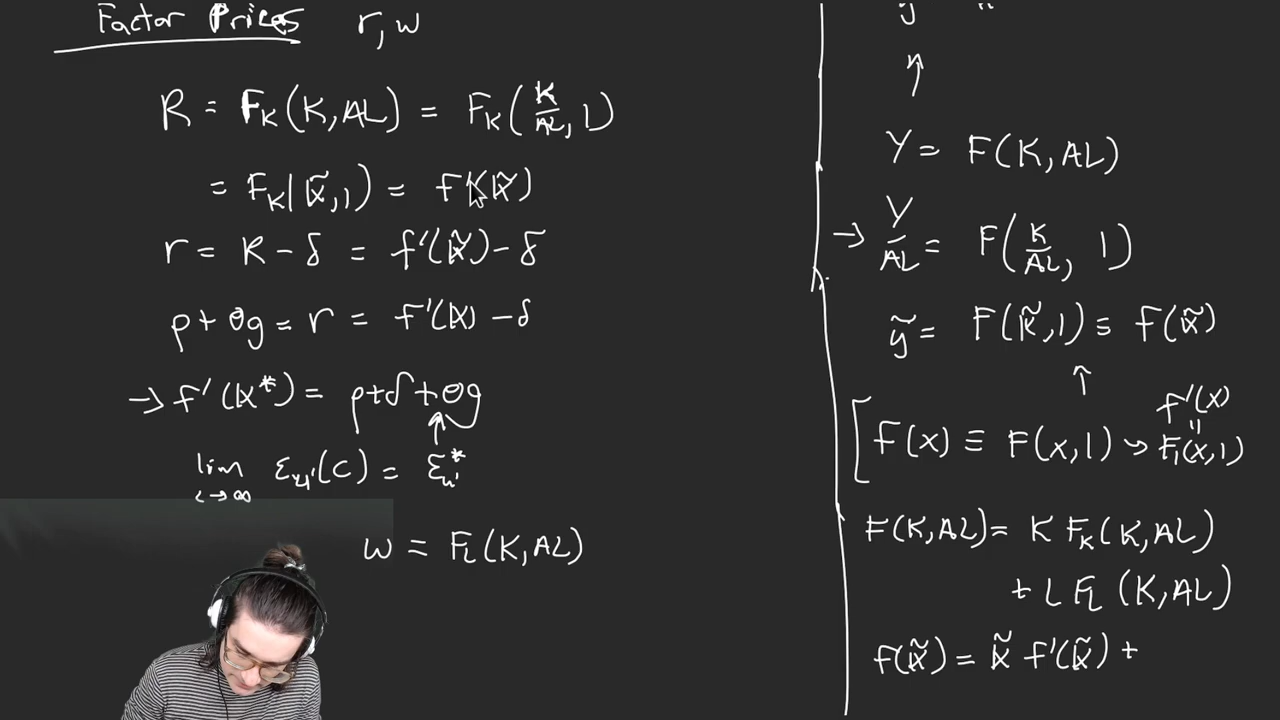 Factor Prices r, w
R = F_K(K, AL) = F_K(K/AL, 1)
= F_K(k̃, 1) = f'(k̃)
r = R - δ = f'(k̃) - δ
ρ + θg = r = f'(k) - δ
→ f'(k*) = ρ + δ + θg
lim c→∞ ε_u'(c) = ε*_u'
w = F_L(K, AL)
Y = F(K, AL)
→ Y/AL = F(K/AL, 1)
ỹ = F(k̃, 1) ≡ f(k̃)
f'(x)
[ f(x) ≡ F(x, 1) → F_1(x, 1)
F(K, AL) = K F_K(K, AL)
+ L F_L (K, AL)
f(k̃) = k̃ f'(k̃) +